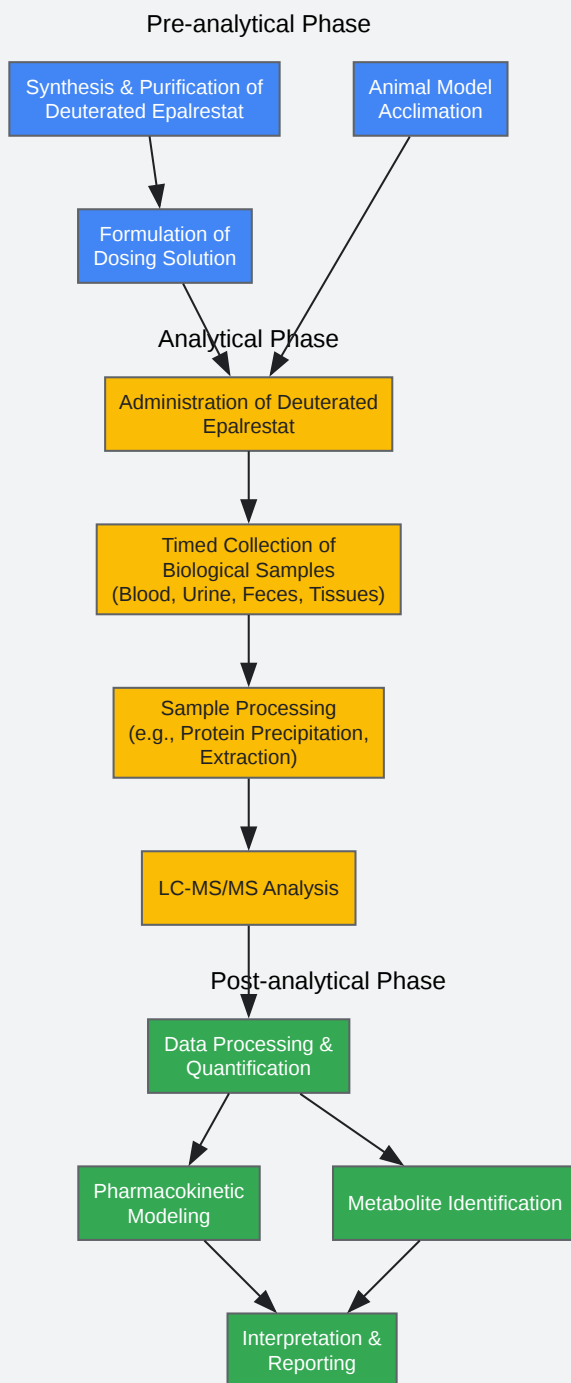 Pre-analytical Phase
Synthesis & Purification of
Deuterated Epalrestat
Animal Model
Acclimation
Formulation of
Dosing Solution
Analytical Phase
Administration of Deuterated
Epalrestat
Timed Collection of
Biological Samples
(Blood, Urine, Feces, Tissues)
Sample Processing
(e.g., Protein Precipitation,
Extraction)
LC-MS/MS Analysis
Post-analytical Phase
Data Processing &
Quantification
Pharmacokinetic
Modeling
Metabolite Identification
Interpretation &
Reporting